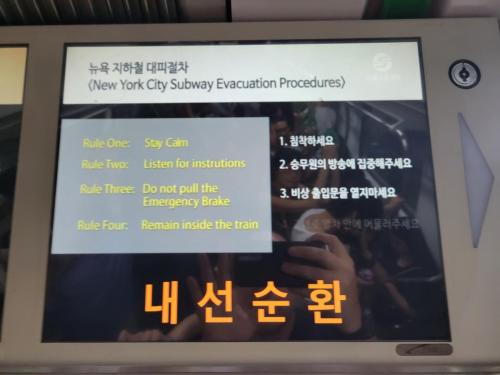 뉴욕 지하철 대피절차
〈New York City Subway Evacuation Procedures〉
Rule One: Stay Calm
Rule Two: Listen for instrutions
Rule Three: Do not pull the
Emergency Brake
Rule Four: Remain inside the train
1. 침착하세요
2. 승무원의 방송에 집중해주세요
3. 비상 출입문을 열지마세요
열차 안에 머물러주세요
내선순환